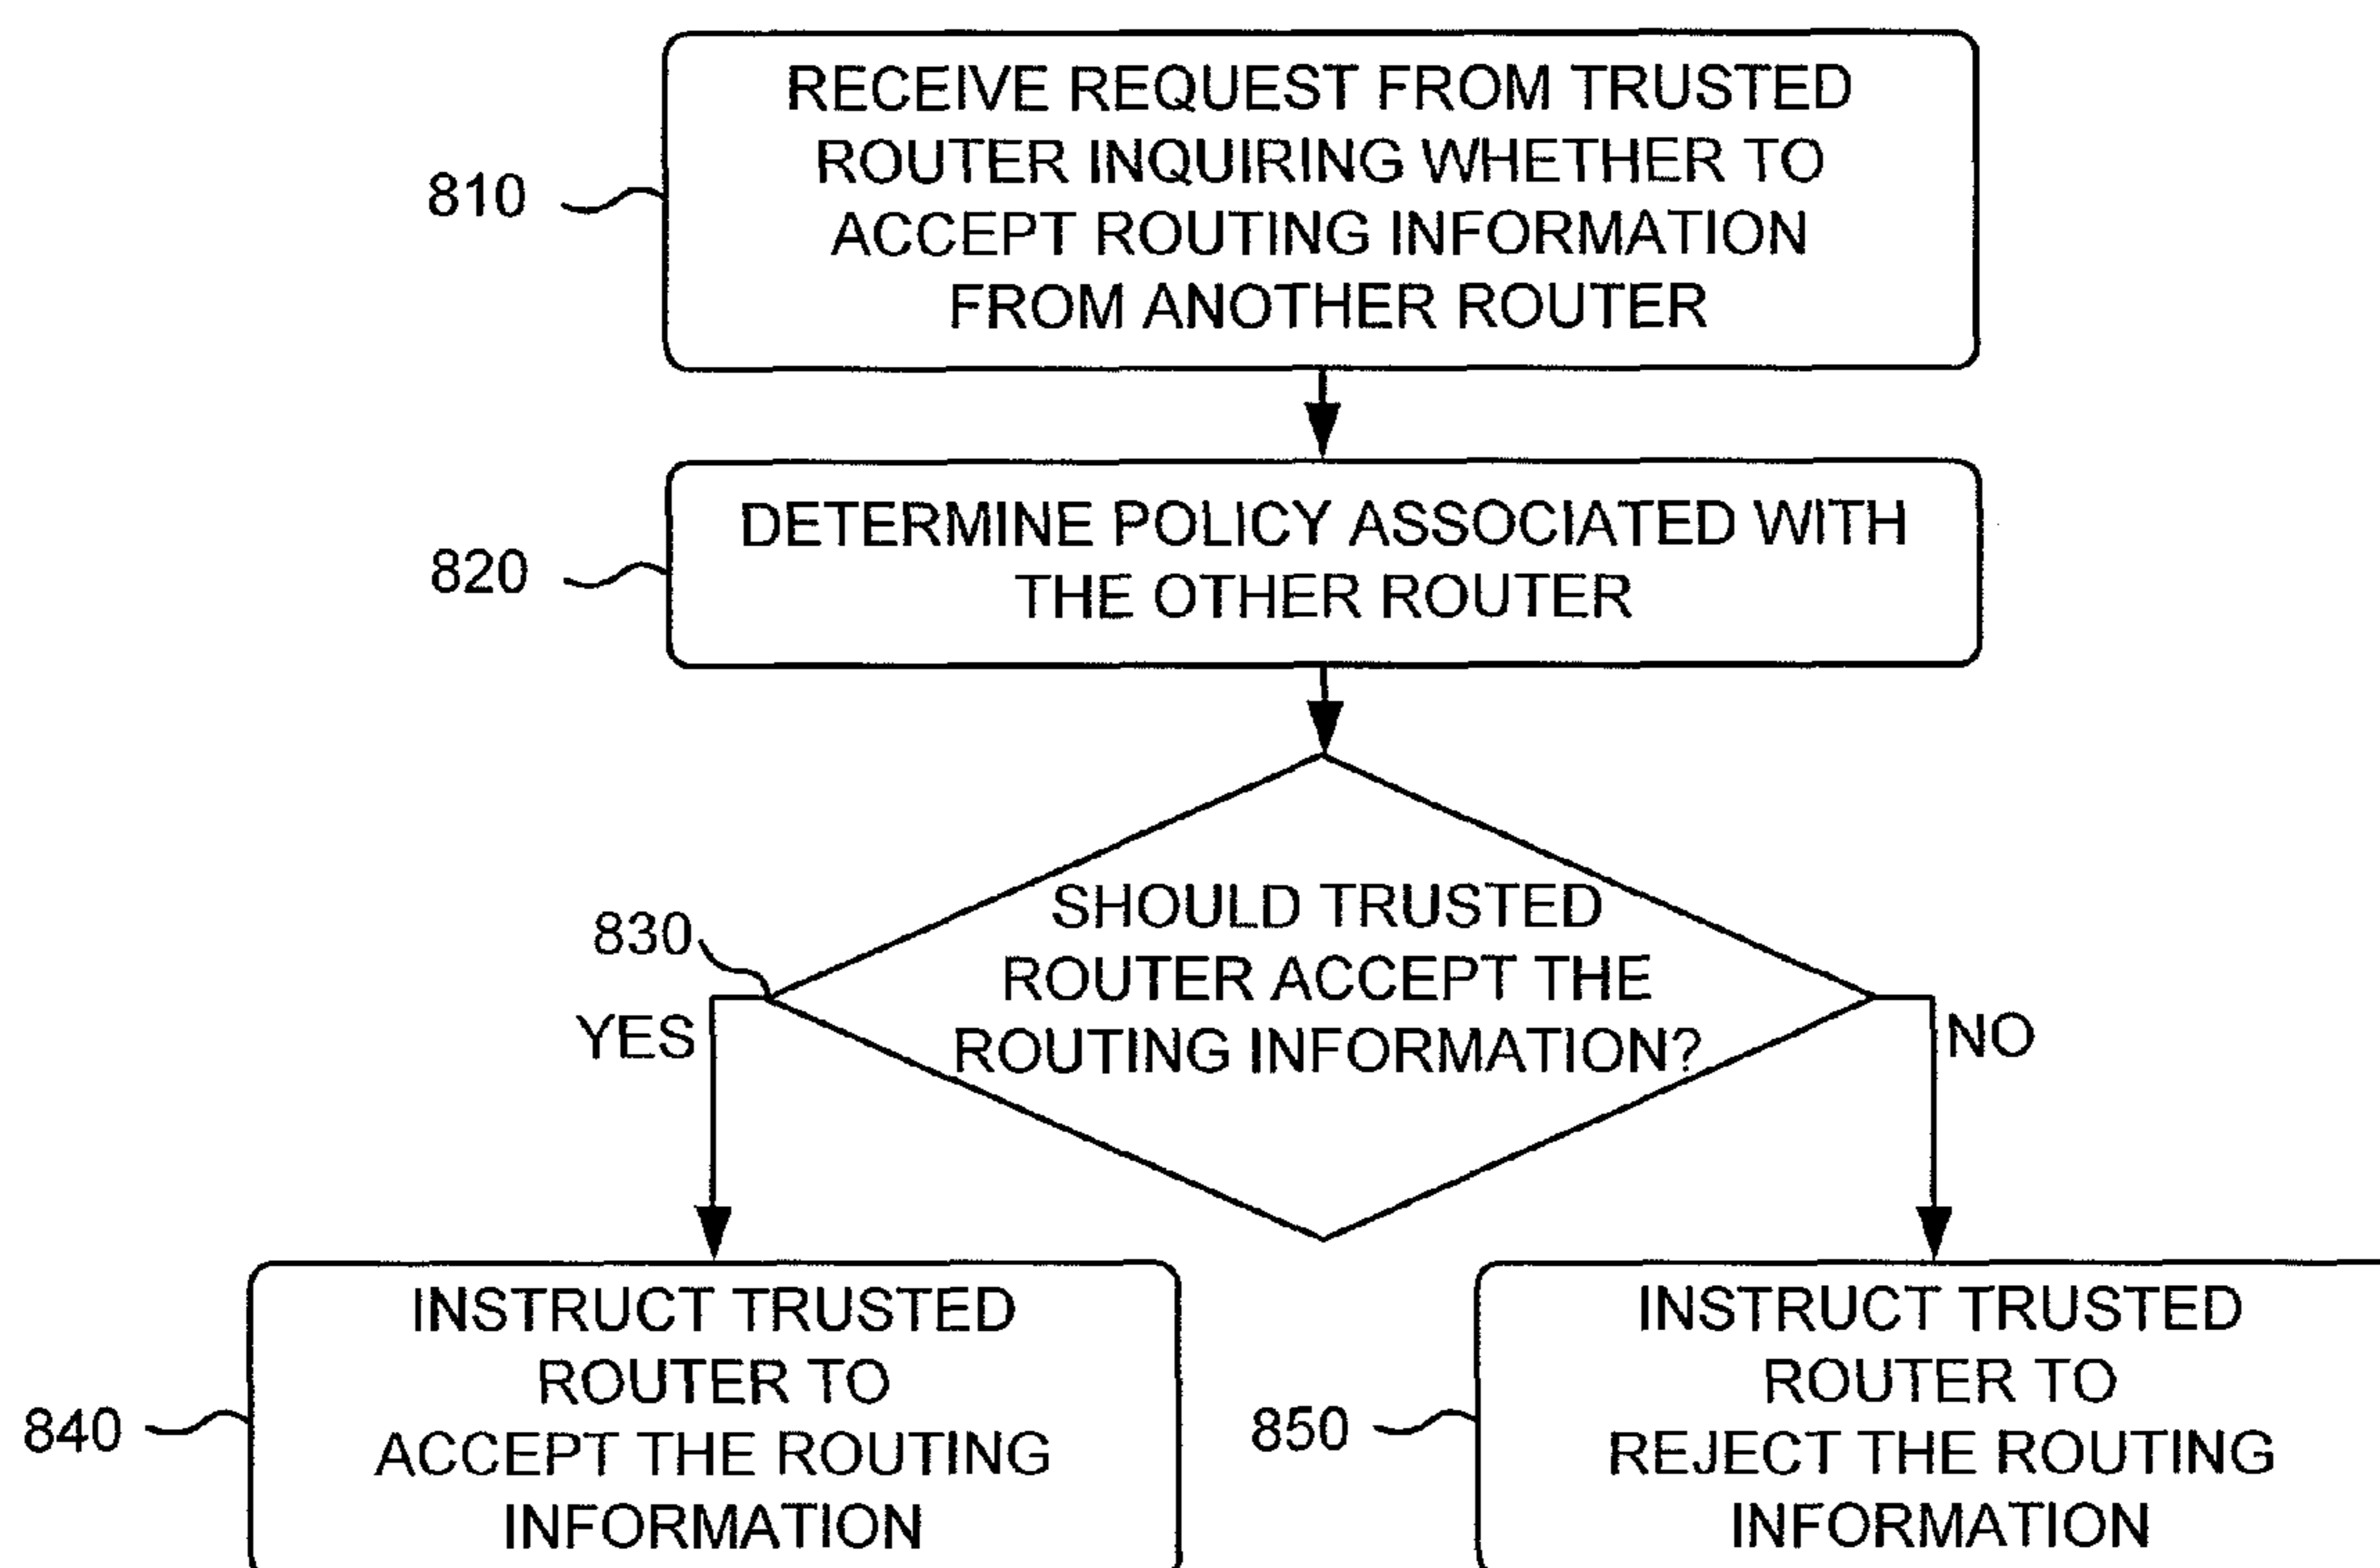 RECEIVE REQUEST FROM TRUSTED
ROUTER INQUIRING WHETHER TO
ACCEPT ROUTING INFORMATION
FROM ANOTHER ROUTER
810
DETERMINE POLICY ASSOCIATED WITH
THE OTHER ROUTER
820
SHOULD TRUSTED
ROUTER ACCEPT THE
ROUTING INFORMATION?
830
YES
NO
INSTRUCT TRUSTED
ROUTER TO
ACCEPT THE ROUTING
INFORMATION
840
INSTRUCT TRUSTED
ROUTER TO
REJECT THE ROUTING
INFORMATION
850